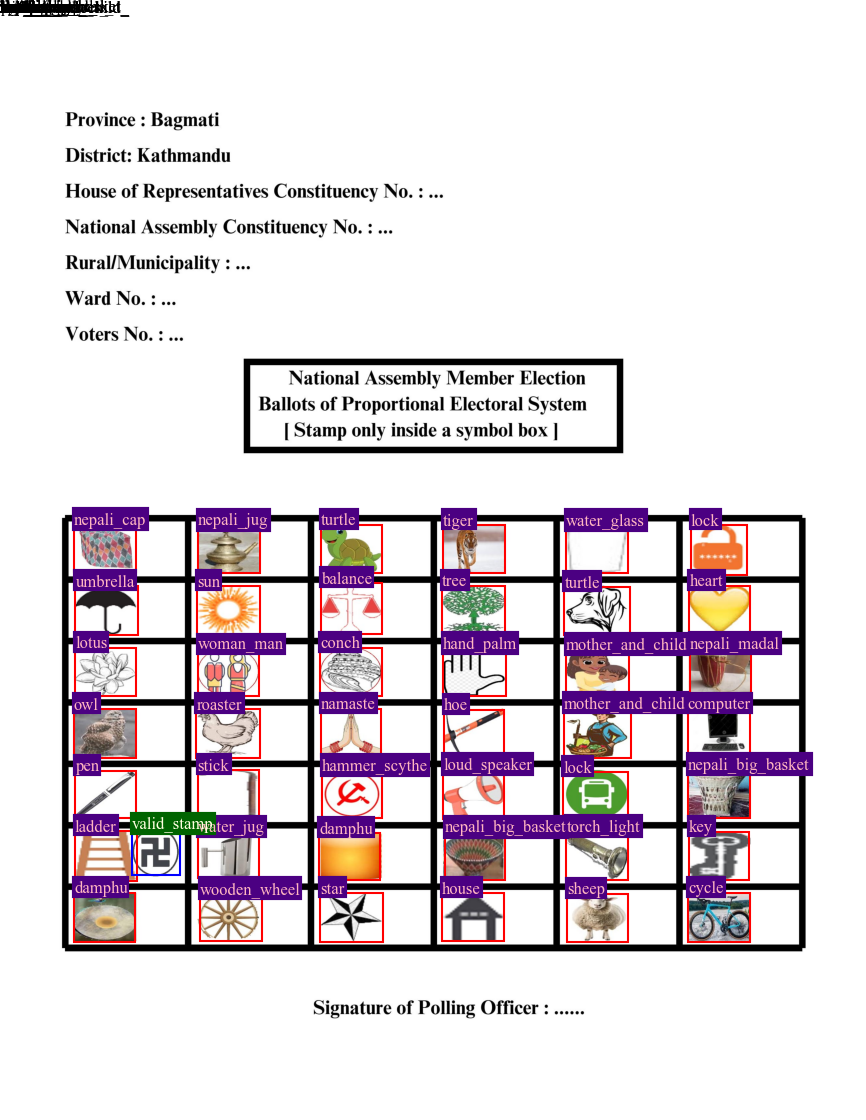 Province : Bagmati
District: Kathmandu
House of Representatives Constituency No. : ...
National Assembly Constituency No. : ...
Rural/Municipality : ...
Ward No. : ...
Voters No. : ...
National Assembly Member Election
Ballots of Proportional Electoral System
[ Stamp only inside a symbol box ]
nepali_cap nepali_jug turtle tiger water_glass lock
umbrella sun balance tree turtle heart
lotus woman_man conch hand_palm mother_and_child nepali_madal
owl roaster namaste hoe mother_and_child computer
pen stick hammer_scythe loud_speaker lock nepali_big_basket
ladder valid_stamp water_jug damphu nepali_big_basket torch_light key
damphu wooden_wheel star house sheep cycle
Signature of Polling Officer : ......